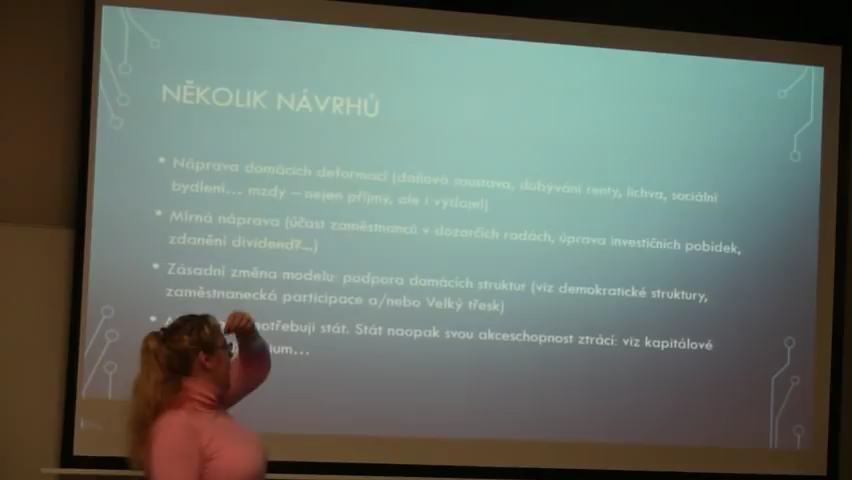 NĚKOLIK NÁVRHŮ
• Náprava domácích deformací (daňová soustava, dobývání renty, lichva, sociální
bydlení... mzdy – nejen příjmy, ale i výdaje!)
• Mírná náprava (účast zaměstnanců v dozorčích radách, úprava investičních pobídek,
zdanění dividend?...)
• Zásadní změna modelu: podpora domácích struktur (viz demokratické struktury,
zaměstnanecká participace a/nebo Velký třesk)
• potřebují stát. Stát naopak svou akceschopnost ztrácí: viz kapitálové